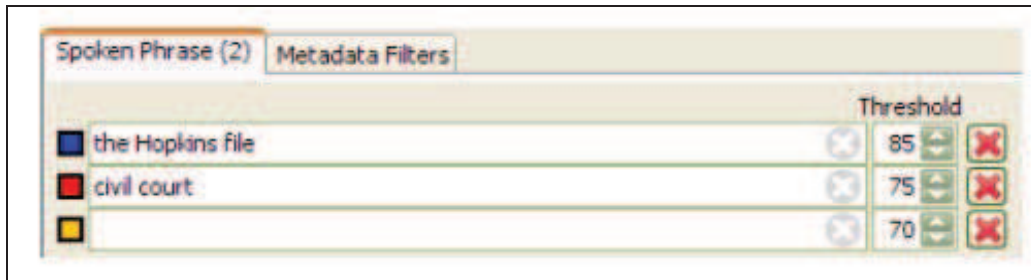 Spoken Phrase (2) Metadata Filters
Threshold
the Hopkins file 85
civil court 75
70